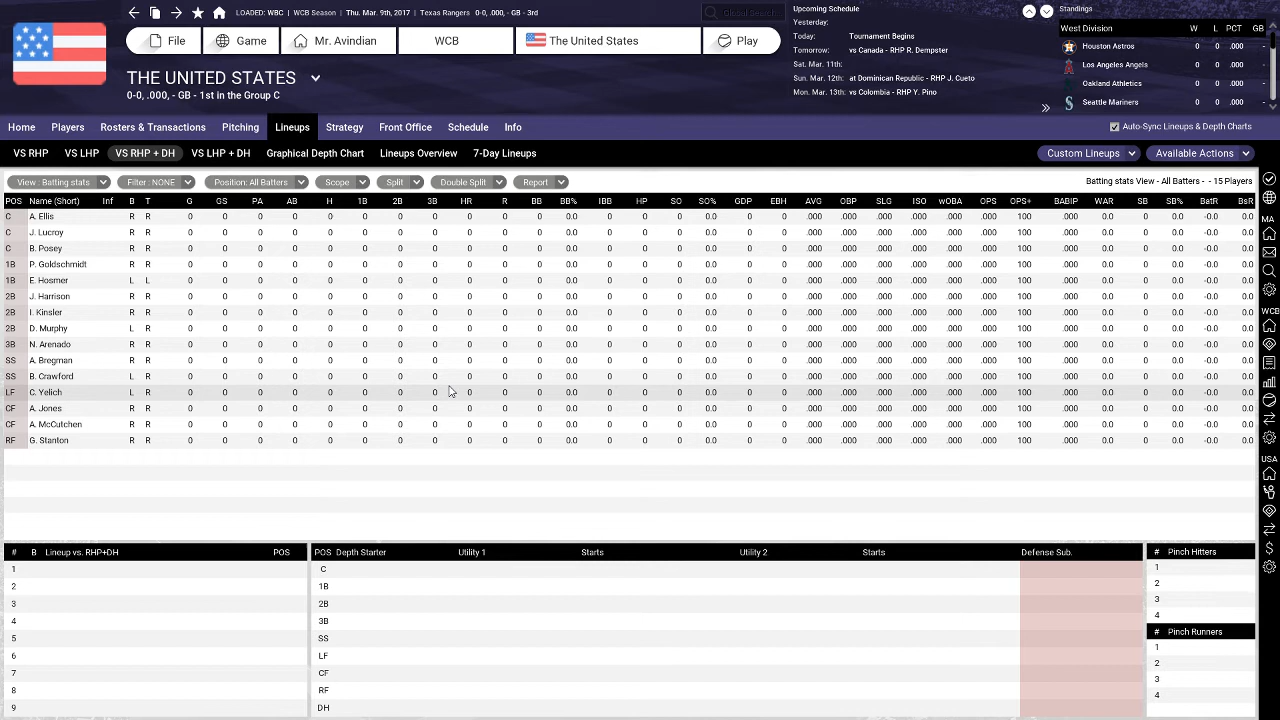 LOADED: WBC | WCB Season | Thu. Mar. 9th, 2017 | Texas Rangers 0-0, .000, - GB - 3rd
Global Search...
File Game Mr. Avindian WCB The United States Play
THE UNITED STATES
0-0, .000, - GB - 1st in the Group C
Upcoming Schedule
Yesterday:
Today: Tournament Begins
Tomorrow: vs Canada - RHP R. Dempster
Sat. Mar. 11th:
Sun. Mar. 12th: at Dominican Republic - RHP J. Cueto
Mon. Mar. 13th: vs Colombia - RHP Y. Pino
Standings
West Division W L PCT GB
Houston Astros 0 0 .000
Los Angeles Angels 0 0 .000
Oakland Athletics 0 0 .000
Seattle Mariners 0 0 .000
Home Players Rosters & Transactions Pitching Lineups Strategy Front Office Schedule Info
Auto-Sync Lineups & Depth Charts
VS RHP VS LHP VS RHP + DH VS LHP + DH Graphical Depth Chart Lineups Overview 7-Day Lineups
Custom Lineups Available Actions
View : Batting stats Filter : NONE Position: All Batters Scope Split Double Split Report
Batting stats View - All Batters - - 15 Players
POS Name (Short) Inf B T G GS PA AB H 1B 2B 3B HR R BB BB% IBB HP SO SO% GDP EBH AVG OBP SLG ISO wOBA OPS OPS+ BABIP WAR SB SB% BatR BsR
C A. Ellis R R 0 0 0 0 0 0 0 0 0 0 0 0.0 0 0 0 0.0 0 0 .000 .000 .000 .000 .000 .000 100 .000 0.0 0 0.0 -0.0 0.0
C J. Lucroy R R 0 0 0 0 0 0 0 0 0 0 0 0.0 0 0 0 0.0 0 0 .000 .000 .000 .000 .000 .000 100 .000 0.0 0 0.0 -0.0 0.0
C B. Posey R R 0 0 0 0 0 0 0 0 0 0 0 0.0 0 0 0 0.0 0 0 .000 .000 .000 .000 .000 .000 100 .000 0.0 0 0.0 -0.0 0.0
1B P. Goldschmidt R R 0 0 0 0 0 0 0 0 0 0 0 0.0 0 0 0 0.0 0 0 .000 .000 .000 .000 .000 .000 100 .000 0.0 0 0.0 -0.0 0.0
1B E. Hosmer L L 0 0 0 0 0 0 0 0 0 0 0 0.0 0 0 0 0.0 0 0 .000 .000 .000 .000 .000 .000 100 .000 0.0 0 0.0 -0.0 0.0
2B J. Harrison R R 0 0 0 0 0 0 0 0 0 0 0 0.0 0 0 0 0.0 0 0 .000 .000 .000 .000 .000 .000 100 .000 0.0 0 0.0 -0.0 0.0
2B I. Kinsler R R 0 0 0 0 0 0 0 0 0 0 0 0.0 0 0 0 0.0 0 0 .000 .000 .000 .000 .000 .000 100 .000 0.0 0 0.0 -0.0 0.0
2B D. Murphy L R 0 0 0 0 0 0 0 0 0 0 0 0.0 0 0 0 0.0 0 0 .000 .000 .000 .000 .000 .000 100 .000 0.0 0 0.0 -0.0 0.0
3B N. Arenado R R 0 0 0 0 0 0 0 0 0 0 0 0.0 0 0 0 0.0 0 0 .000 .000 .000 .000 .000 .000 100 .000 0.0 0 0.0 -0.0 0.0
SS A. Bregman R R 0 0 0 0 0 0 0 0 0 0 0 0.0 0 0 0 0.0 0 0 .000 .000 .000 .000 .000 .000 100 .000 0.0 0 0.0 -0.0 0.0
SS B. Crawford L R 0 0 0 0 0 0 0 0 0 0 0 0.0 0 0 0 0.0 0 0 .000 .000 .000 .000 .000 .000 100 .000 0.0 0 0.0 -0.0 0.0
LF C. Yelich L R 0 0 0 0 0 0 0 0 0 0 0 0.0 0 0 0 0.0 0 0 .000 .000 .000 .000 .000 .000 100 .000 0.0 0 0.0 -0.0 0.0
CF A. Jones R R 0 0 0 0 0 0 0 0 0 0 0 0.0 0 0 0 0.0 0 0 .000 .000 .000 .000 .000 .000 100 .000 0.0 0 0.0 -0.0 0.0
CF A. McCutchen R R 0 0 0 0 0 0 0 0 0 0 0 0.0 0 0 0 0.0 0 0 .000 .000 .000 .000 .000 .000 100 .000 0.0 0 0.0 -0.0 0.0
RF G. Stanton R R 0 0 0 0 0 0 0 0 0 0 0 0.0 0 0 0 0.0 0 0 .000 .000 .000 .000 .000 .000 100 .000 0.0 0 0.0 -0.0 0.0
MA
WCB
USA
# B Lineup vs. RHP+DH POS
1
2
3
4
5
6
7
8
9
POS Depth Starter Utility 1 Starts Utility 2 Starts Defense Sub.
C
1B
2B
3B
SS
LF
CF
RF
DH
# Pinch Hitters
1
2
3
4
# Pinch Runners
1
2
3
4